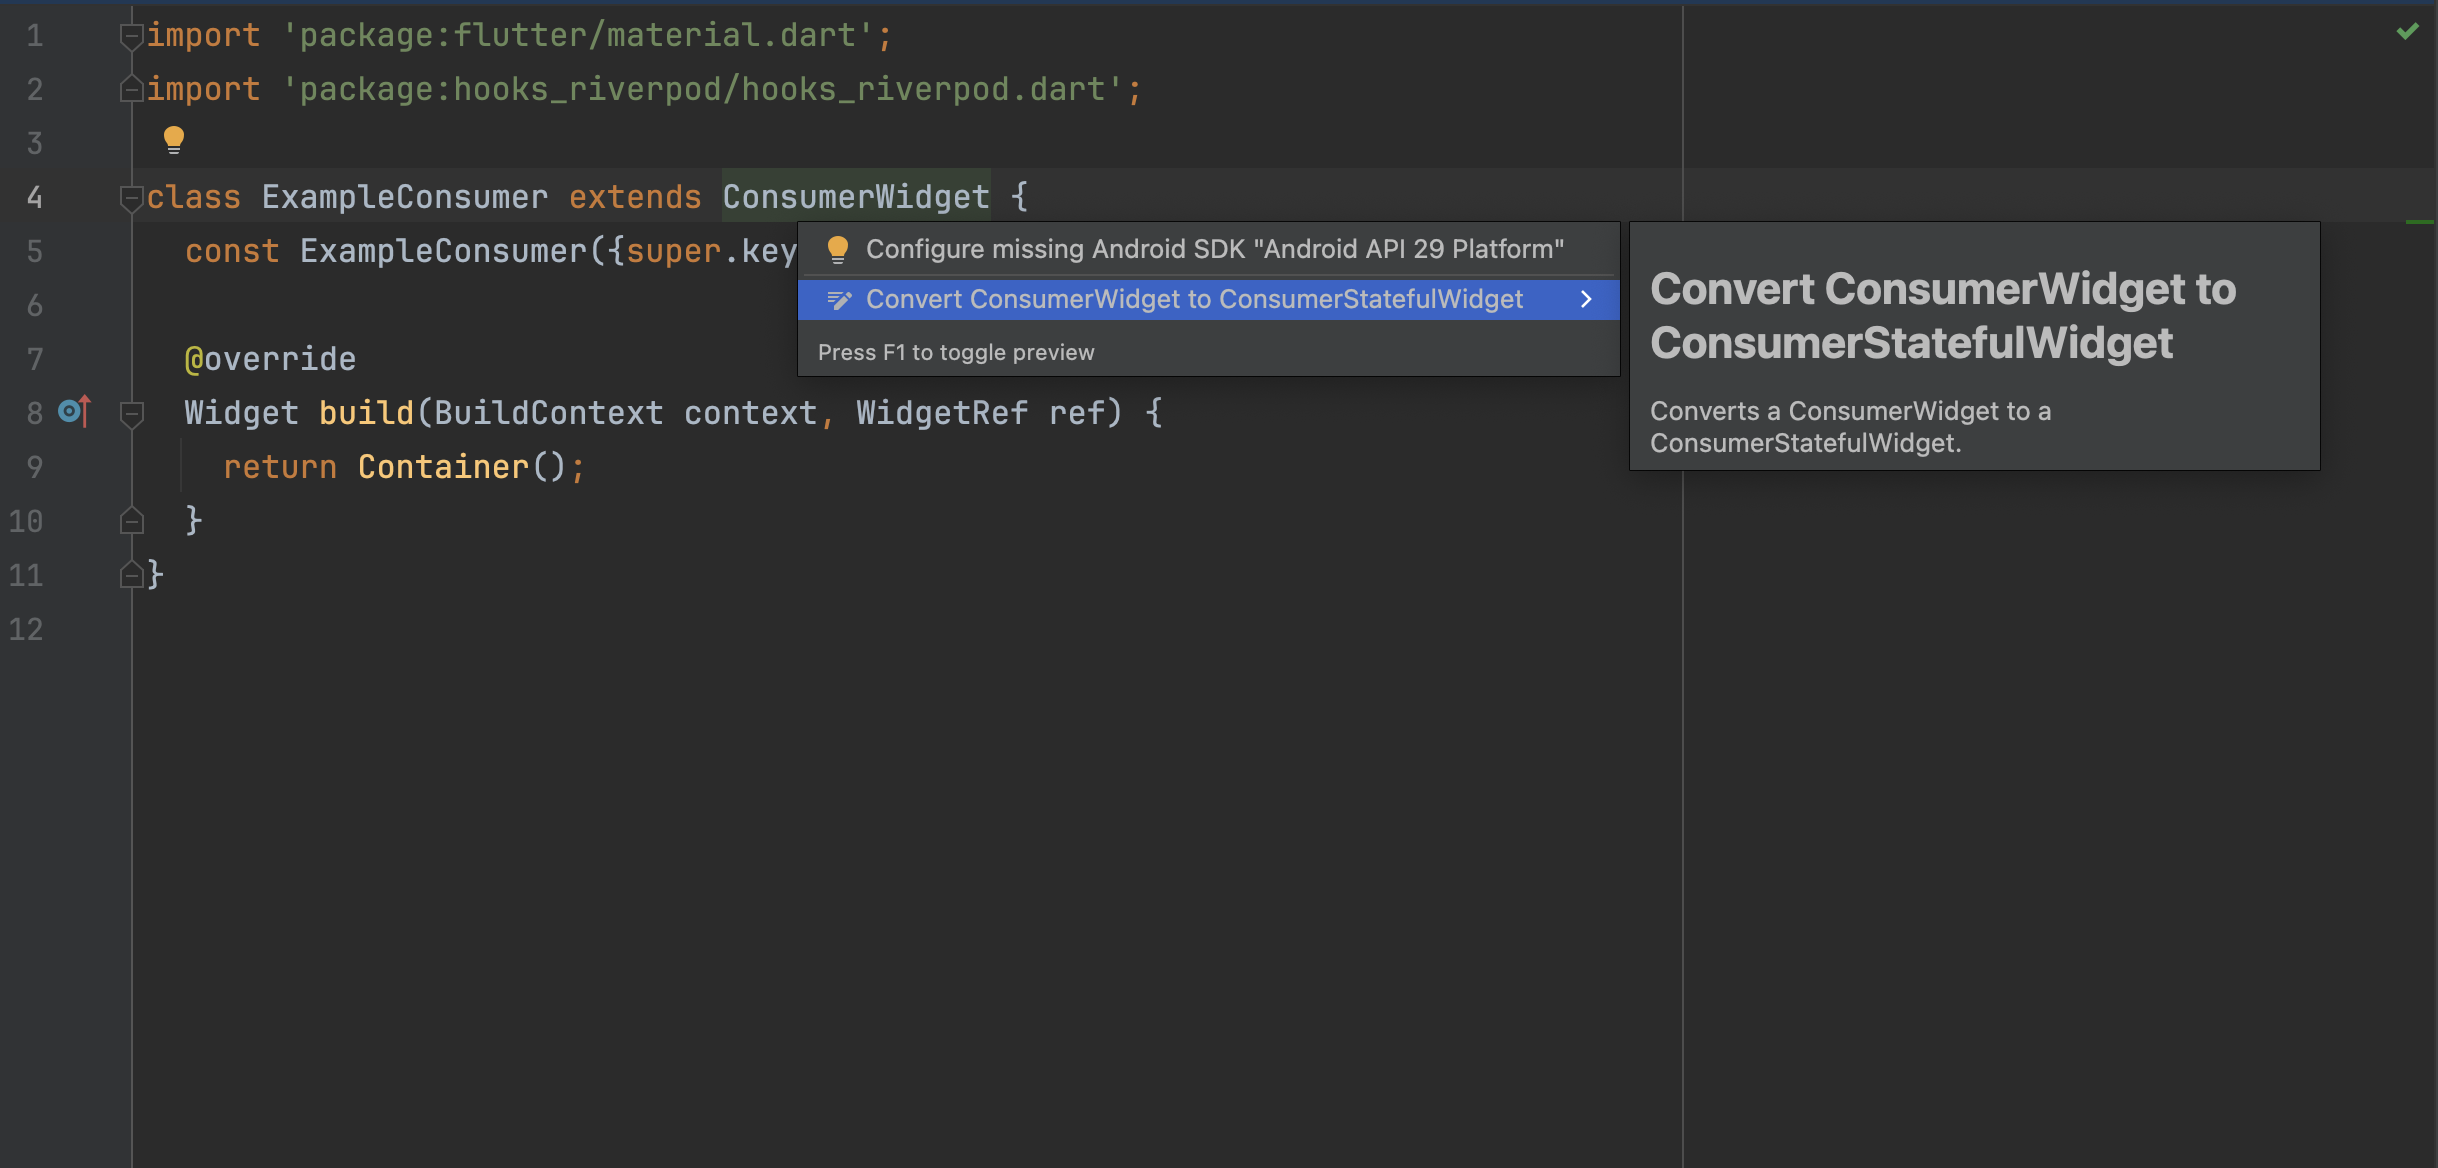 1 import 'package:flutter/material.dart';
2 import 'package:hooks_riverpod/hooks_riverpod.dart';
3
4 class ExampleConsumer extends ConsumerWidget {
5 const ExampleConsumer({super.key
Configure missing Android SDK "Android API 29 Platform"
Convert ConsumerWidget to ConsumerStatefulWidget
Press F1 to toggle preview
Convert ConsumerWidget to
ConsumerStatefulWidget
Converts a ConsumerWidget to a
ConsumerStatefulWidget.
6
7 @override
8 Widget build(BuildContext context, WidgetRef ref) {
9 return Container();
10 }
11 }
12